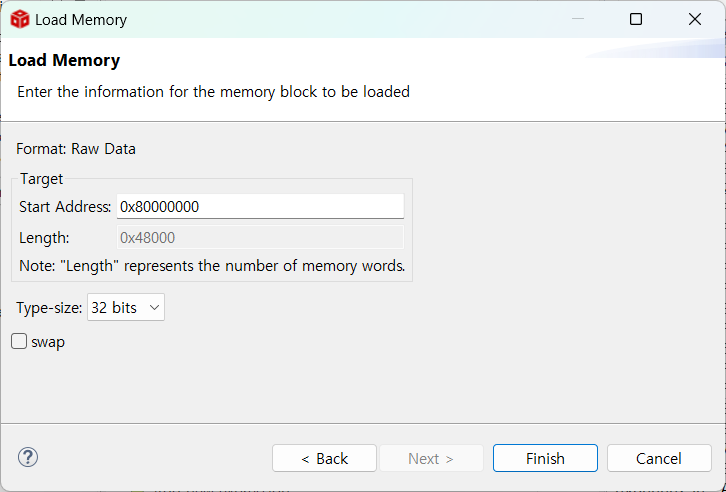 Load Memory
Load Memory
Enter the information for the memory block to be loaded
Format: Raw Data
Target
Start Address: 0x80000000
Length: 0x48000
Note: "Length" represents the number of memory words.
Type-size: 32 bits
swap
? < Back Next > Finish Cancel